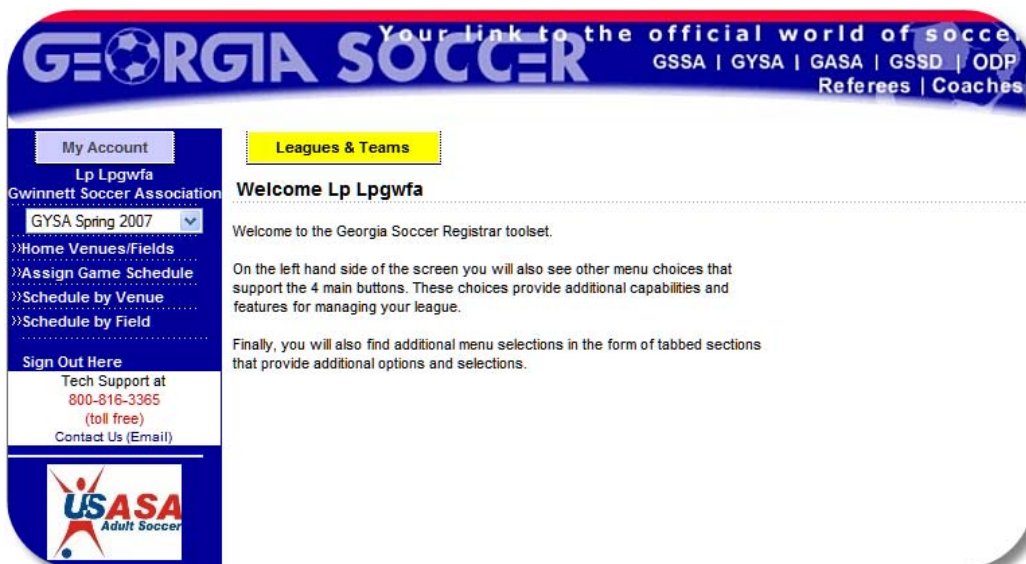 GEORGIA SOCCER
Your link to the official world of soccer
GSSA | GYSA | GASA | GSSD | ODP
Referees | Coaches
My Account
Lp Lpgwfa
Gwinnett Soccer Association
GYSA Spring 2007
»Home Venues/Fields
»Assign Game Schedule
»Schedule by Venue
»Schedule by Field
Sign Out Here
Tech Support at
800-816-3365
(toll free)
Contact Us (Email)
USASA
Adult Soccer
Leagues & Teams
Welcome Lp Lpgwfa
Welcome to the Georgia Soccer Registrar toolset.
On the left hand side of the screen you will also see other menu choices that
support the 4 main buttons. These choices provide additional capabilities and
features for managing your league.
Finally, you will also find additional menu selections in the form of tabbed sections
that provide additional options and selections.